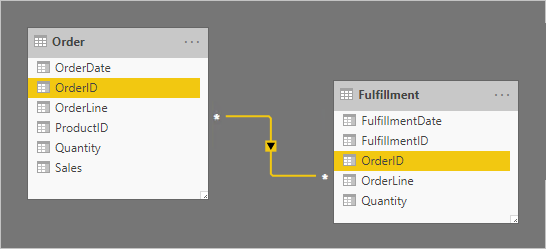 Order
OrderDate
OrderID
OrderLine
ProductID
Quantity
Sales
*
*
Fulfillment
FulfillmentDate
FulfillmentID
OrderID
OrderLine
Quantity